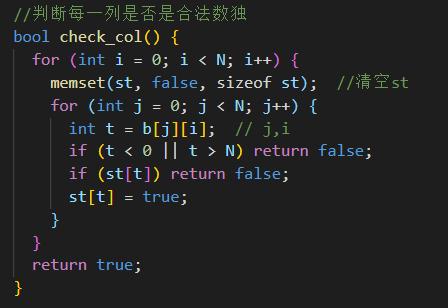 //判断每一列是否是合法数独
bool check_col() {
  for (int i = 0; i < N; i++) {
    memset(st, false, sizeof st);  //清空st
    for (int j = 0; j < N; j++) {
      int t = b[j][i];  // j,i
      if (t < 0 || t > N) return false;
      if (st[t]) return false;
      st[t] = true;
    }
  }
  return true;
}